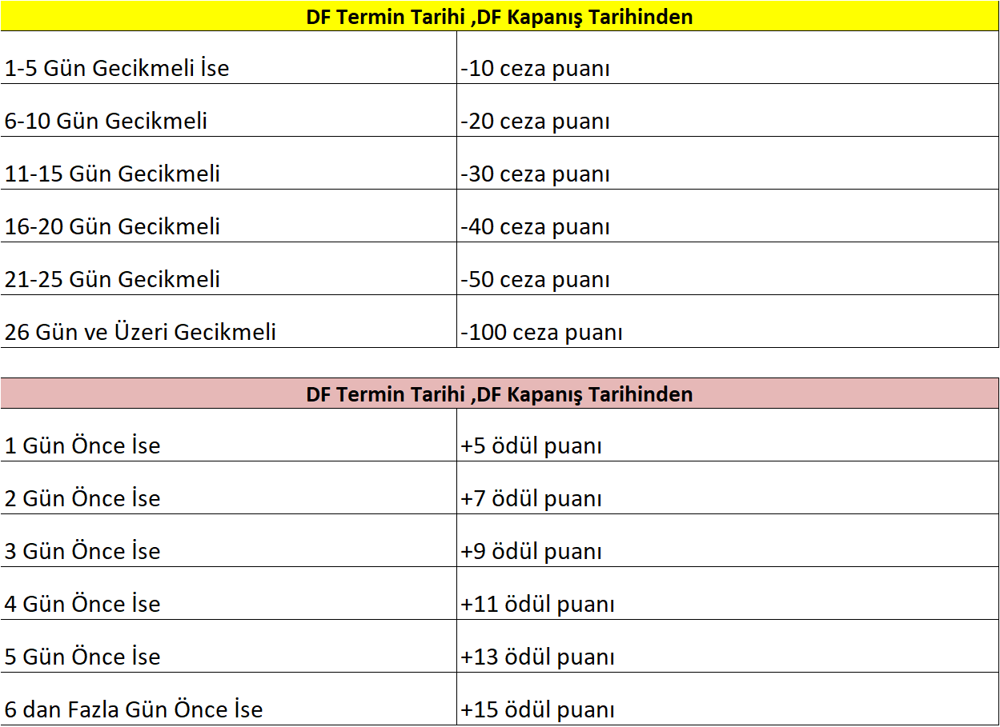 DF Termin Tarihi ,DF Kapanış Tarihinden
1-5 Gün Gecikmeli İse -10 ceza puanı
6-10 Gün Gecikmeli -20 ceza puanı
11-15 Gün Gecikmeli -30 ceza puanı
16-20 Gün Gecikmeli -40 ceza puanı
21-25 Gün Gecikmeli -50 ceza puanı
26 Gün ve Üzeri Gecikmeli -100 ceza puanı
DF Termin Tarihi ,DF Kapanış Tarihinden
1 Gün Önce İse +5 ödül puanı
2 Gün Önce İse +7 ödül puanı
3 Gün Önce İse +9 ödül puanı
4 Gün Önce İse +11 ödül puanı
5 Gün Önce İse +13 ödül puanı
6 dan Fazla Gün Önce İse +15 ödül puanı